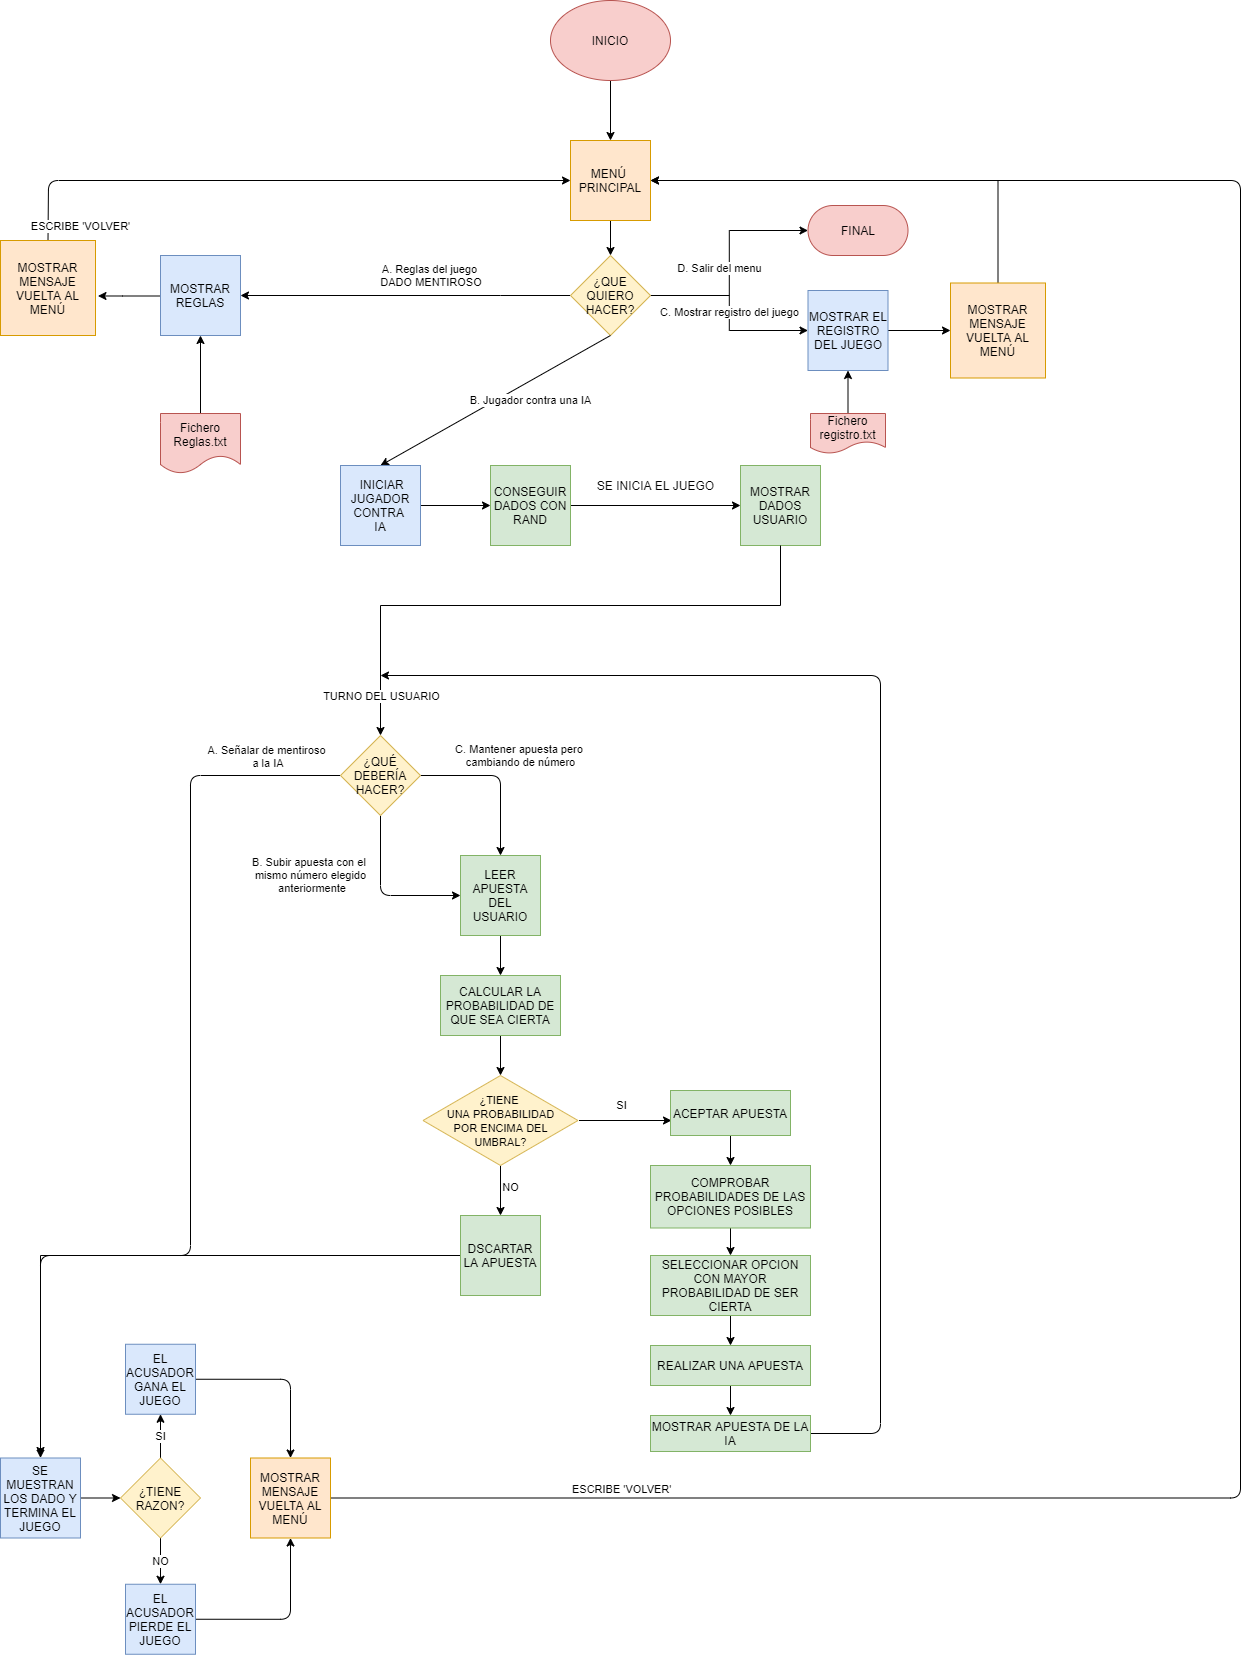 INICIO
MENÚ
PRINCIPAL
ESCRIBE 'VOLVER'
FINAL
MOSTRAR
MENSAJE
VUELTA AL
MENÚ
MOSTRAR
REGLAS
A. Reglas del juego
DADO MENTIROSO
¿QUE
QUIERO
HACER?
D. Salir del menu
C. Mostrar registro del juego
MOSTRAR EL
REGISTRO
DEL JUEGO
MOSTRAR
MENSAJE
VUELTA AL
MENÚ
B. Jugador contra una IA
Fichero
Reglas.txt
Fichero
registro.txt
INICIAR
JUGADOR
CONTRA
IA
CONSEGUIR
DADOS CON
RAND
SE INICIA EL JUEGO
MOSTRAR
DADOS
USUARIO
TURNO DEL USUARIO
A. Señalar de mentiroso
a la IA
¿QUÉ
DEBERÍA
HACER?
C. Mantener apuesta pero
cambiando de número
B. Subir apuesta con el
mismo número elegido
anteriormente
LEER
APUESTA
DEL
USUARIO
CALCULAR LA
PROBABILIDAD DE
QUE SEA CIERTA
¿TIENE
UNA PROBABILIDAD
POR ENCIMA DEL
UMBRAL?
SI
ACEPTAR APUESTA
NO
COMPROBAR
PROBABILIDADES DE LAS
OPCIONES POSIBLES
DSCARTAR
LA APUESTA
SELECCIONAR OPCION
CON MAYOR
PROBABILIDAD DE SER
CIERTA
REALIZAR UNA APUESTA
MOSTRAR APUESTA DE LA
IA
EL
ACUSADOR
GANA EL
JUEGO
SI
SE
MUESTRAN
LOS DADO Y
TERMINA EL
JUEGO
¿TIENE
RAZON?
MOSTRAR
MENSAJE
VUELTA AL
MENÚ
ESCRIBE 'VOLVER'
NO
EL
ACUSADOR
PIERDE EL
JUEGO